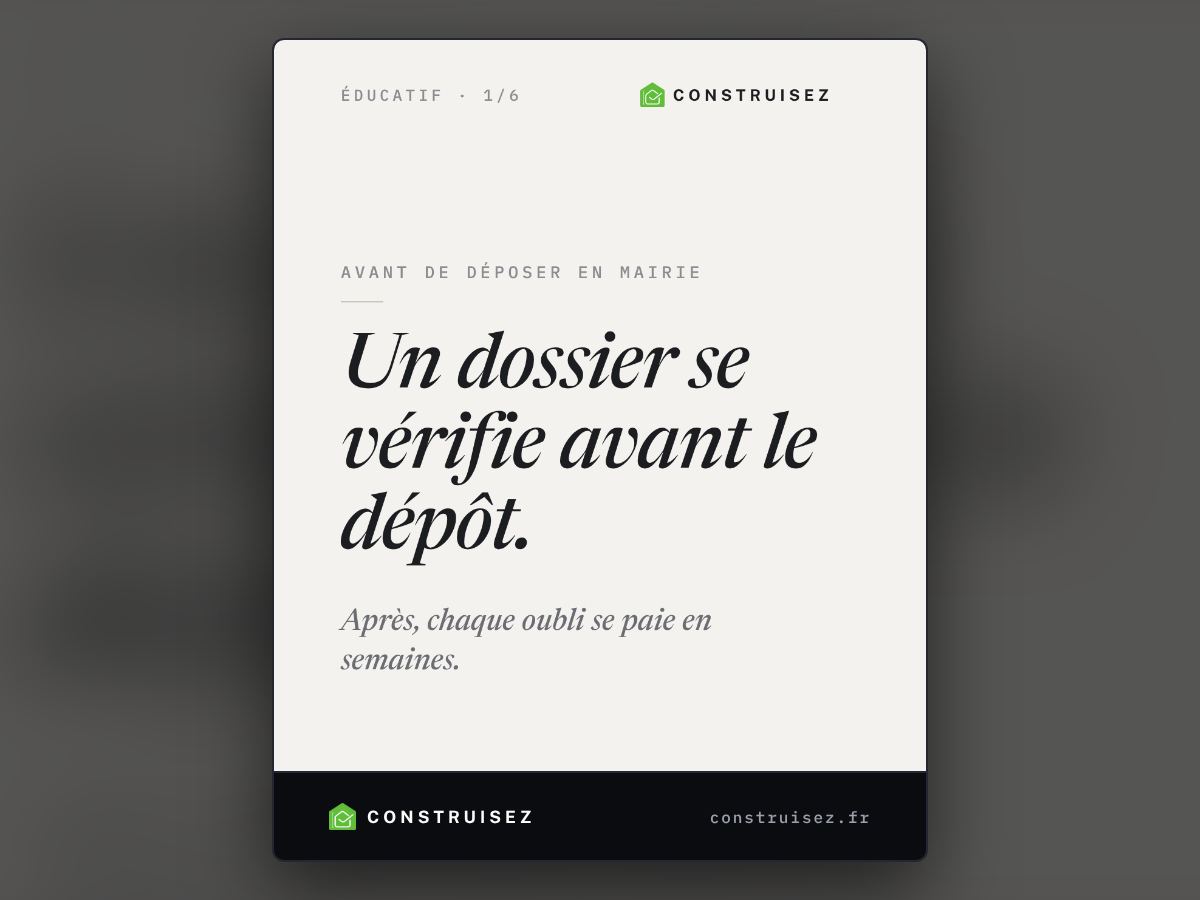 ÉDUCATIF · 1/6
CONSTRUISEZ
AVANT DE DÉPOSER EN MAIRIE
Un dossier se
vérifie avant le
dépôt.
Après, chaque oubli se paie en
semaines.
CONSTRUISEZ
construisez.fr